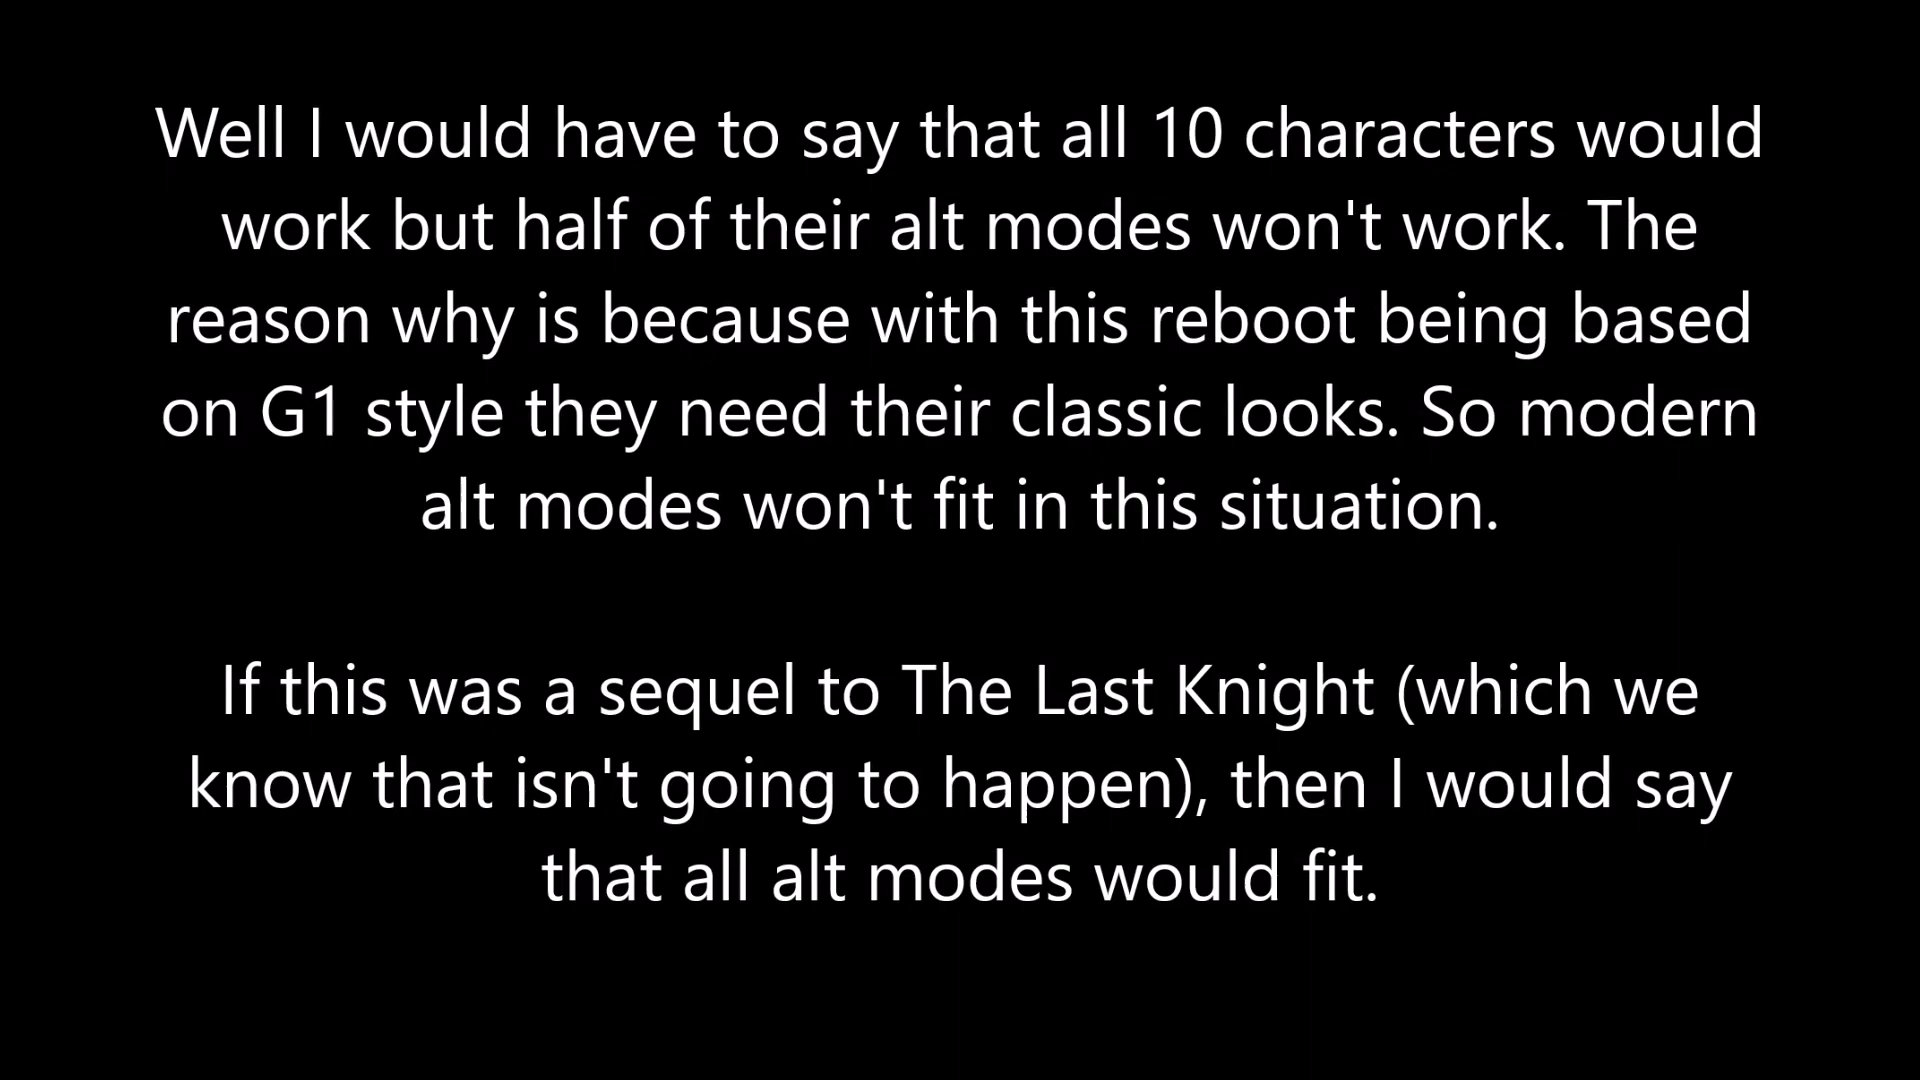 Well I would have to say that all 10 characters would
work but half of their alt modes won't work. The
reason why is because with this reboot being based
on G1 style they need their classic looks. So modern
alt modes won't fit in this situation.
If this was a sequel to The Last Knight (which we
know that isn't going to happen), then I would say
that all alt modes would fit.